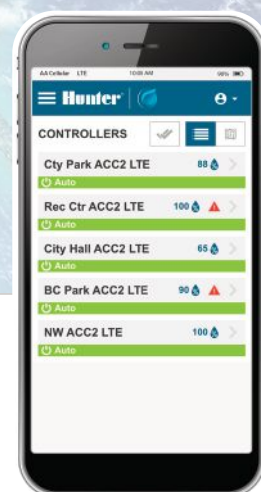 AA Cellular LTE 10:08 AM 90%
Hunter
CONTROLLERS
Cty Park ACC2 LTE 88
Auto
Rec Ctr ACC2 LTE 100
Auto
City Hall ACC2 LTE 65
Auto
BC Park ACC2 LTE 90
Auto
NW ACC2 LTE 100
Auto